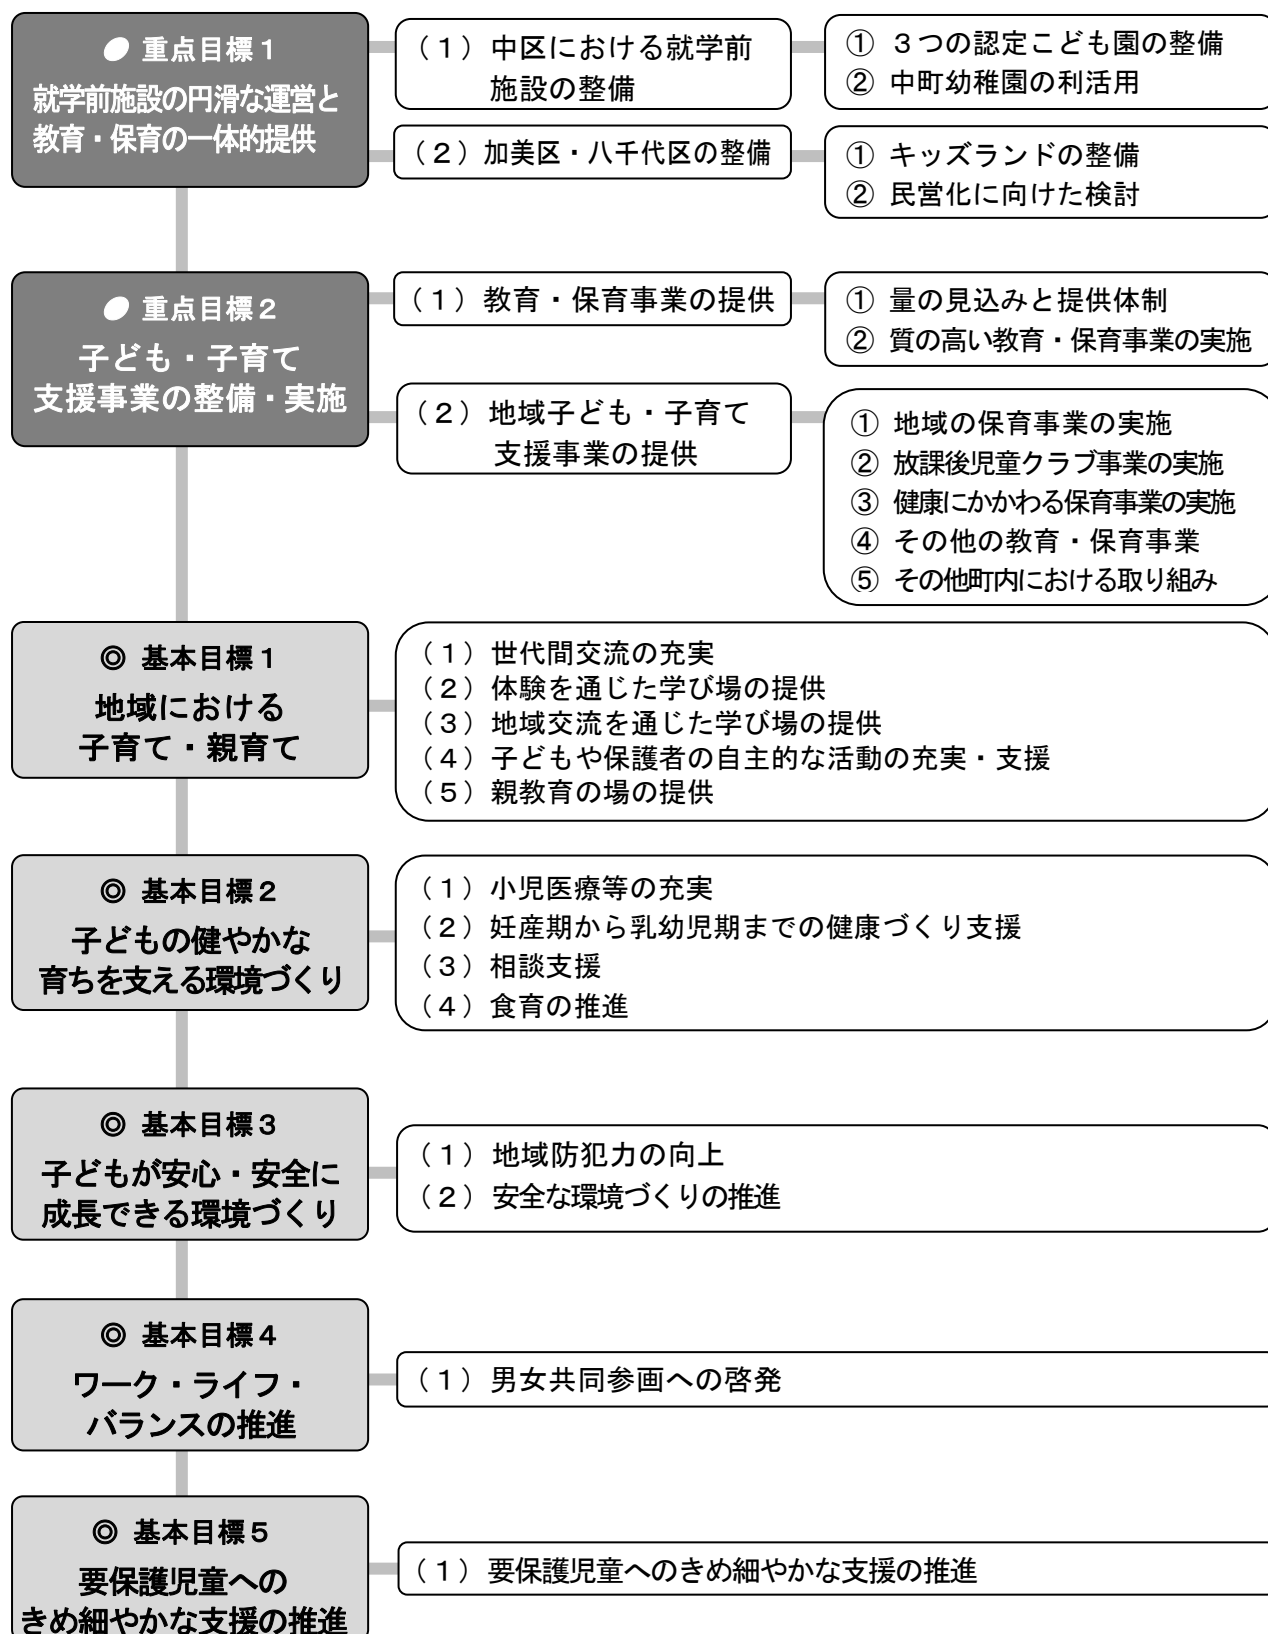 重点目標１
就学前施設の円滑な運営と
教育・保育の一体的提供
（１）中区における就学前
施設の整備
① ３つの認定こども園の整備
② 中町幼稚園の利活用
（２）加美区・八千代区の整備
① キッズランドの整備
② 民営化に向けた検討
重点目標２
子ども・子育て
支援事業の整備・実施
（１）教育・保育事業の提供
① 量の見込みと提供体制
② 質の高い教育・保育事業の実施
（２）地域子ども・子育て
支援事業の提供
① 地域の保育事業の実施
② 放課後児童クラブ事業の実施
③ 健康にかかわる保育事業の実施
④ その他の教育・保育事業
⑤ その他町内における取り組み
◎ 基本目標１
地域における
子育て・親育て
（１）世代間交流の充実
（２）体験を通じた学び場の提供
（３）地域交流を通じた学び場の提供
（４）子どもや保護者の自主的な活動の充実・支援
（５）親教育の場の提供
◎ 基本目標２
子どもの健やかな
育ちを支える環境づくり
（１）小児医療等の充実
（２）妊産期から乳幼児期までの健康づくり支援
（３）相談支援
（４）食育の推進
◎ 基本目標３
子どもが安心・安全に
成長できる環境づくり
（１）地域防犯力の向上
（２）安全な環境づくりの推進
◎ 基本目標４
ワーク・ライフ・
バランスの推進
（１）男女共同参画への啓発
◎ 基本目標５
要保護児童への
きめ細やかな支援の推進
（１）要保護児童へのきめ細やかな支援の推進